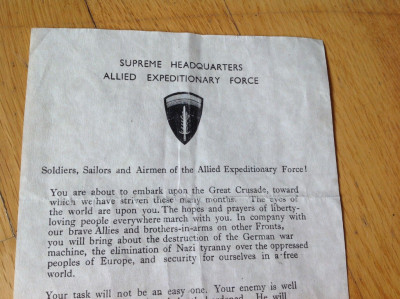 SUPREME HEADQUARTERS
ALLIED EXPEDITIONARY FORCE
Soldiers, Sailors and Airmen of the Allied Expeditionary Force!
You are about to embark upon the Great Crusade, toward
which we have striven these many months. The eyes of
the world are upon you. The hopes and prayers of liberty-
loving people everywhere march with you. In company with
our brave Allies and brothers-in-arms on other Fronts,
you will bring about the destruction of the German war
machine, the elimination of Nazi tyranny over the oppressed
peoples of Europe, and security for ourselves in a free
world.
Your task will not be an easy one. Your enemy is well
He will